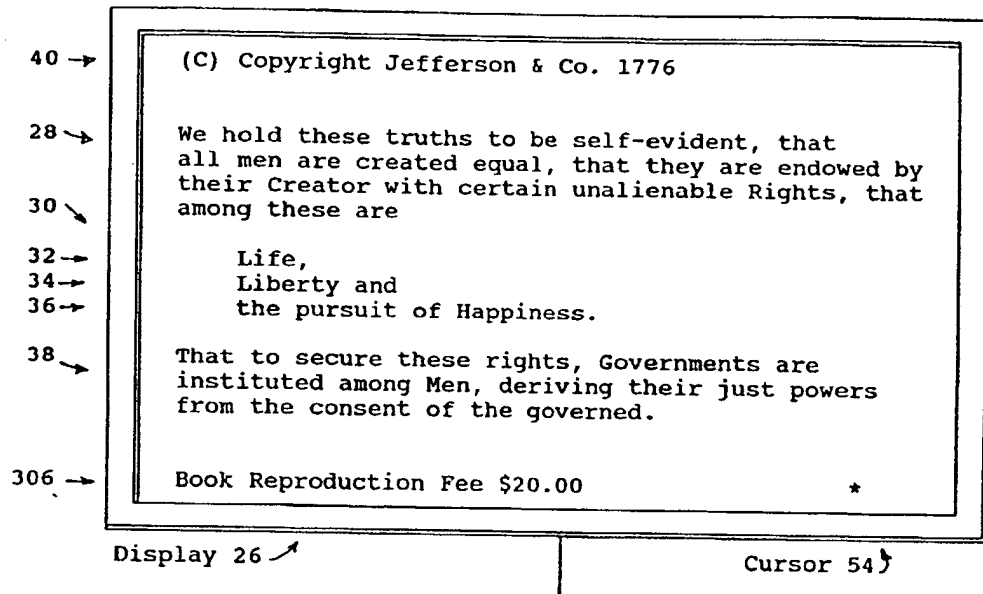 40 (C) Copyright Jefferson & Co. 1776
28 We hold these truths to be self-evident, that
all men are created equal, that they are endowed by
their Creator with certain unalienable Rights, that
30 among these are
32 Life,
34 Liberty and
36 the pursuit of Happiness.
38 That to secure these rights, Governments are
instituted among Men, deriving their just powers
from the consent of the governed.
306 Book Reproduction Fee $20.00 *
Display 26 Cursor 54